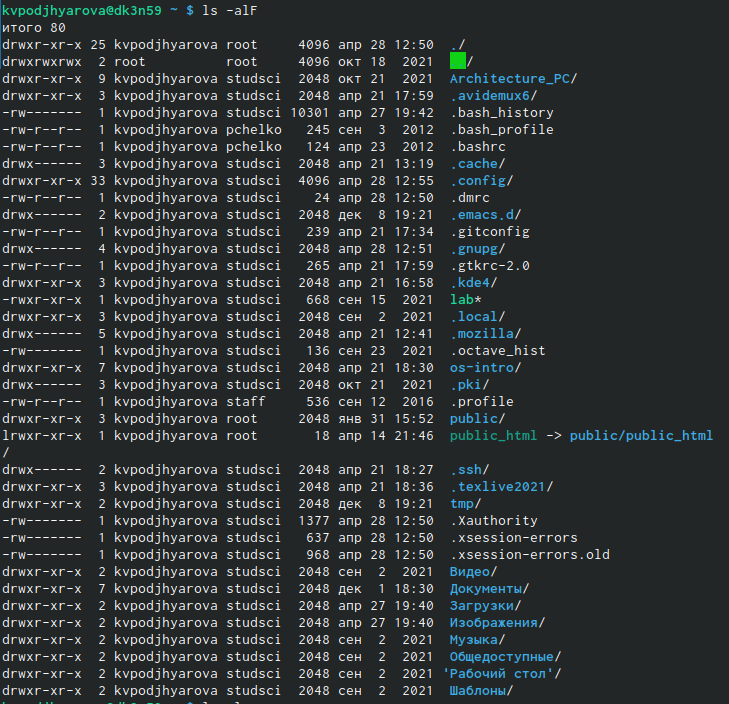 kvpodjhyarova@dk3n59 ~ $ ls -alF
итого 80
drwxr-xr-x 25 kvpodjhyarova root     4096 апр 28 12:50 ./
drwxrwxrwx  2 root          root     4096 окт 18  2021 /
drwxr-xr-x  9 kvpodjhyarova studsci  2048 окт 21  2021 Architecture_PC/
drwxr-xr-x  3 kvpodjhyarova studsci  2048 апр 21 17:59 .avidemux6/
-rw-------  1 kvpodjhyarova studsci 10301 апр 27 19:42 .bash_history
-rw-r--r--  1 kvpodjhyarova pchelko   245 сен  3  2012 .bash_profile
-rw-r--r--  1 kvpodjhyarova pchelko   124 апр 23  2012 .bashrc
drwx------  3 kvpodjhyarova studsci  2048 апр 21 13:19 .cache/
drwxr-xr-x 33 kvpodjhyarova studsci  4096 апр 28 12:55 .config/
-rw-r--r--  1 kvpodjhyarova studsci    24 апр 28 12:50 .dmrc
drwx------  2 kvpodjhyarova studsci  2048 дек  8 19:21 .emacs.d/
-rw-r--r--  1 kvpodjhyarova studsci   239 апр 21 17:34 .gitconfig
drwx------  4 kvpodjhyarova studsci  2048 апр 28 12:51 .gnupg/
-rw-r--r--  1 kvpodjhyarova studsci   265 апр 21 17:59 .gtkrc-2.0
drwxr-xr-x  3 kvpodjhyarova studsci  2048 апр 21 16:58 .kde4/
-rwxr-xr-x  1 kvpodjhyarova studsci   668 сен 15  2021 lab*
drwxr-xr-x  3 kvpodjhyarova studsci  2048 сен  2  2021 .local/
drwx------  5 kvpodjhyarova studsci  2048 апр 21 12:41 .mozilla/
-rw-------  1 kvpodjhyarova studsci   136 сен 23  2021 .octave_hist
drwxr-xr-x  7 kvpodjhyarova studsci  2048 апр 21 18:30 os-intro/
drwx------  3 kvpodjhyarova studsci  2048 окт 21  2021 .pki/
-rw-r--r--  1 kvpodjhyarova staff     536 сен 12  2016 .profile
drwxr-xr-x  3 kvpodjhyarova root     2048 янв 31 15:52 public/
lrwxr-xr-x  1 kvpodjhyarova root       18 апр 14 21:46 public_html -> public/public_html
/
drwx------  2 kvpodjhyarova studsci  2048 апр 21 18:27 .ssh/
drwxr-xr-x  3 kvpodjhyarova studsci  2048 апр 21 18:36 .texlive2021/
drwxr-xr-x  2 kvpodjhyarova studsci  2048 дек  8 19:21 tmp/
-rw-------  1 kvpodjhyarova studsci  1377 апр 28 12:50 .Xauthority
-rw-------  1 kvpodjhyarova studsci   637 апр 28 12:50 .xsession-errors
-rw-------  1 kvpodjhyarova studsci   968 апр 28 12:50 .xsession-errors.old
drwxr-xr-x  2 kvpodjhyarova studsci  2048 сен  2  2021 Видео/
drwxr-xr-x  7 kvpodjhyarova studsci  2048 дек  1 18:30 Документы/
drwxr-xr-x  2 kvpodjhyarova studsci  2048 апр 27 19:40 Загрузки/
drwxr-xr-x  2 kvpodjhyarova studsci  2048 апр 27 19:40 Изображения/
drwxr-xr-x  2 kvpodjhyarova studsci  2048 сен  2  2021 Музыка/
drwxr-xr-x  2 kvpodjhyarova studsci  2048 сен  2  2021 Общедоступные/
drwxr-xr-x  2 kvpodjhyarova studsci  2048 сен  2  2021 'Рабочий стол'/
drwxr-xr-x  2 kvpodjhyarova studsci  2048 сен  2  2021 Шаблоны/